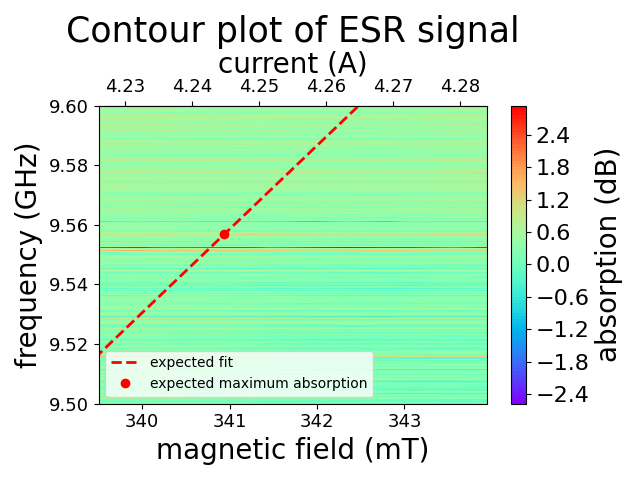 Contour plot of ESR signal
current (A)
4.23 4.24 4.25 4.26 4.27 4.28
9.60
9.58
9.56
9.54
9.52
9.50
frequency (GHz)
expected fit
expected maximum absorption
340 341 342 343
magnetic field (mT)
2.4
1.8
1.2
0.6
0.0
−0.6
−1.2
−1.8
−2.4
absorption (dB)